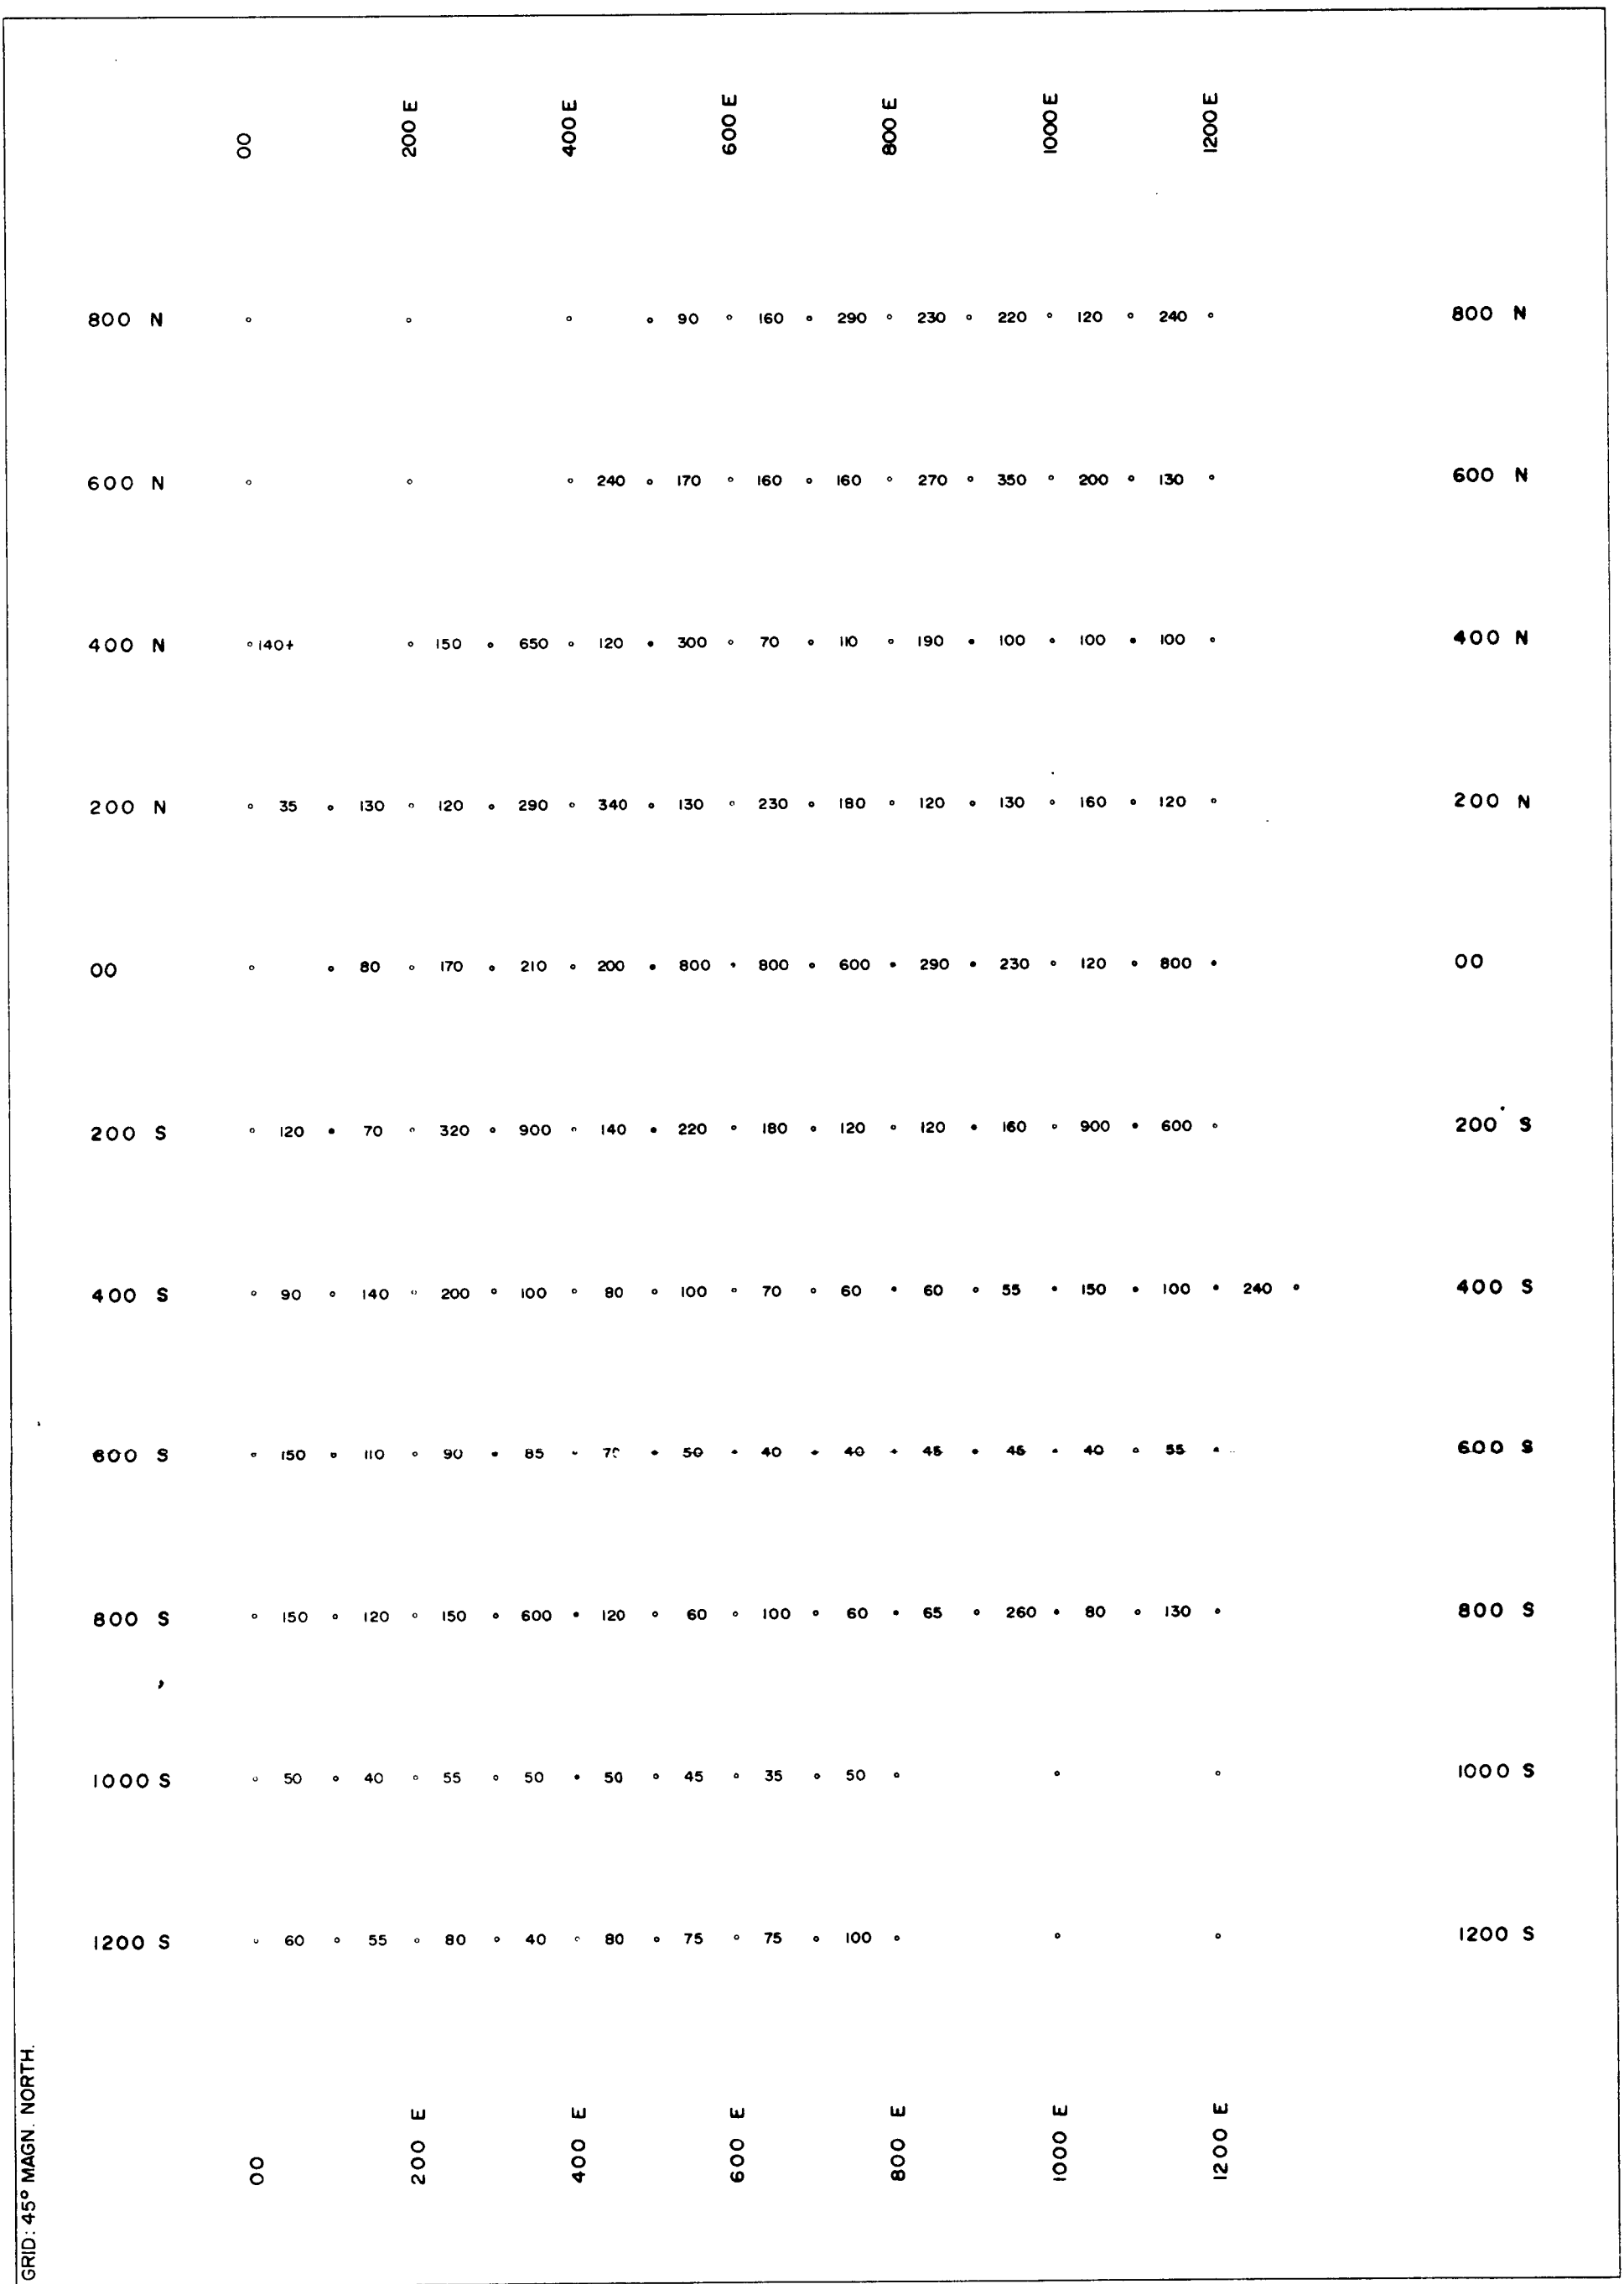 00 200 E 400 E 600 E 800 E 1000 E 1200 E
800 N 90 160 290 230 220 120 240 800 N
600 N 240 170 160 160 270 350 200 130 600 N
400 N 140+ 150 650 120 300 70 110 190 100 100 100 400 N
200 N 35 130 120 290 340 130 230 180 120 130 160 120 200 N
00 80 170 210 200 800 800 600 290 230 120 800 00
200 S 120 70 320 900 140 220 180 120 120 160 900 600 200 S
400 S 90 140 200 100 80 100 70 60 60 55 150 100 240 400 S
600 S 150 110 90 85 50 40 40 45 45 40 55 600 S
800 S 150 120 150 600 120 60 100 60 65 260 80 130 800 S
1000 S 50 40 55 50 50 45 35 50 1000 S
1200 S 60 55 80 40 80 75 75 100 1200 S
00 200 E 400 E 600 E 800 E 1000 E 1200 E
GRID: 45° MAGN. NORTH.